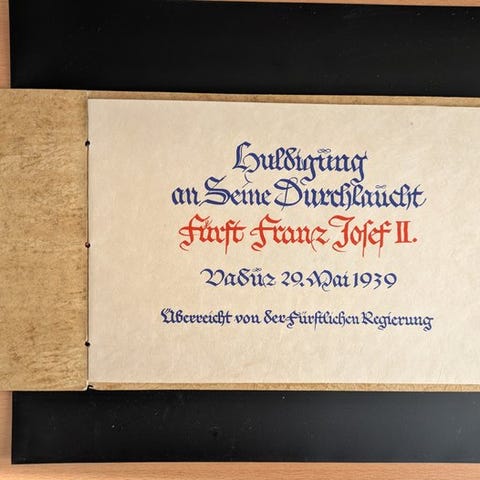 Huldigung
an Seine Durchlaucht
Fürst Franz Josef II.
Vaduz 29. Mai 1939
Überreicht von der Fürstlichen Regierung